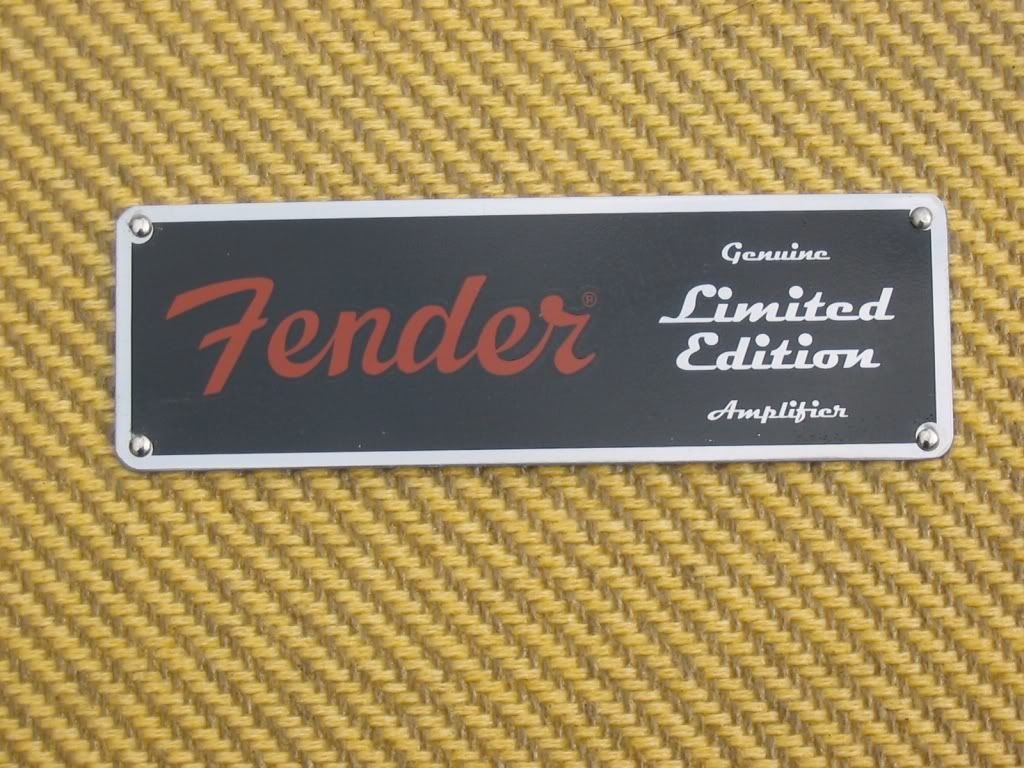 Fender®
Genuine
Limited
Edition
Amplifier